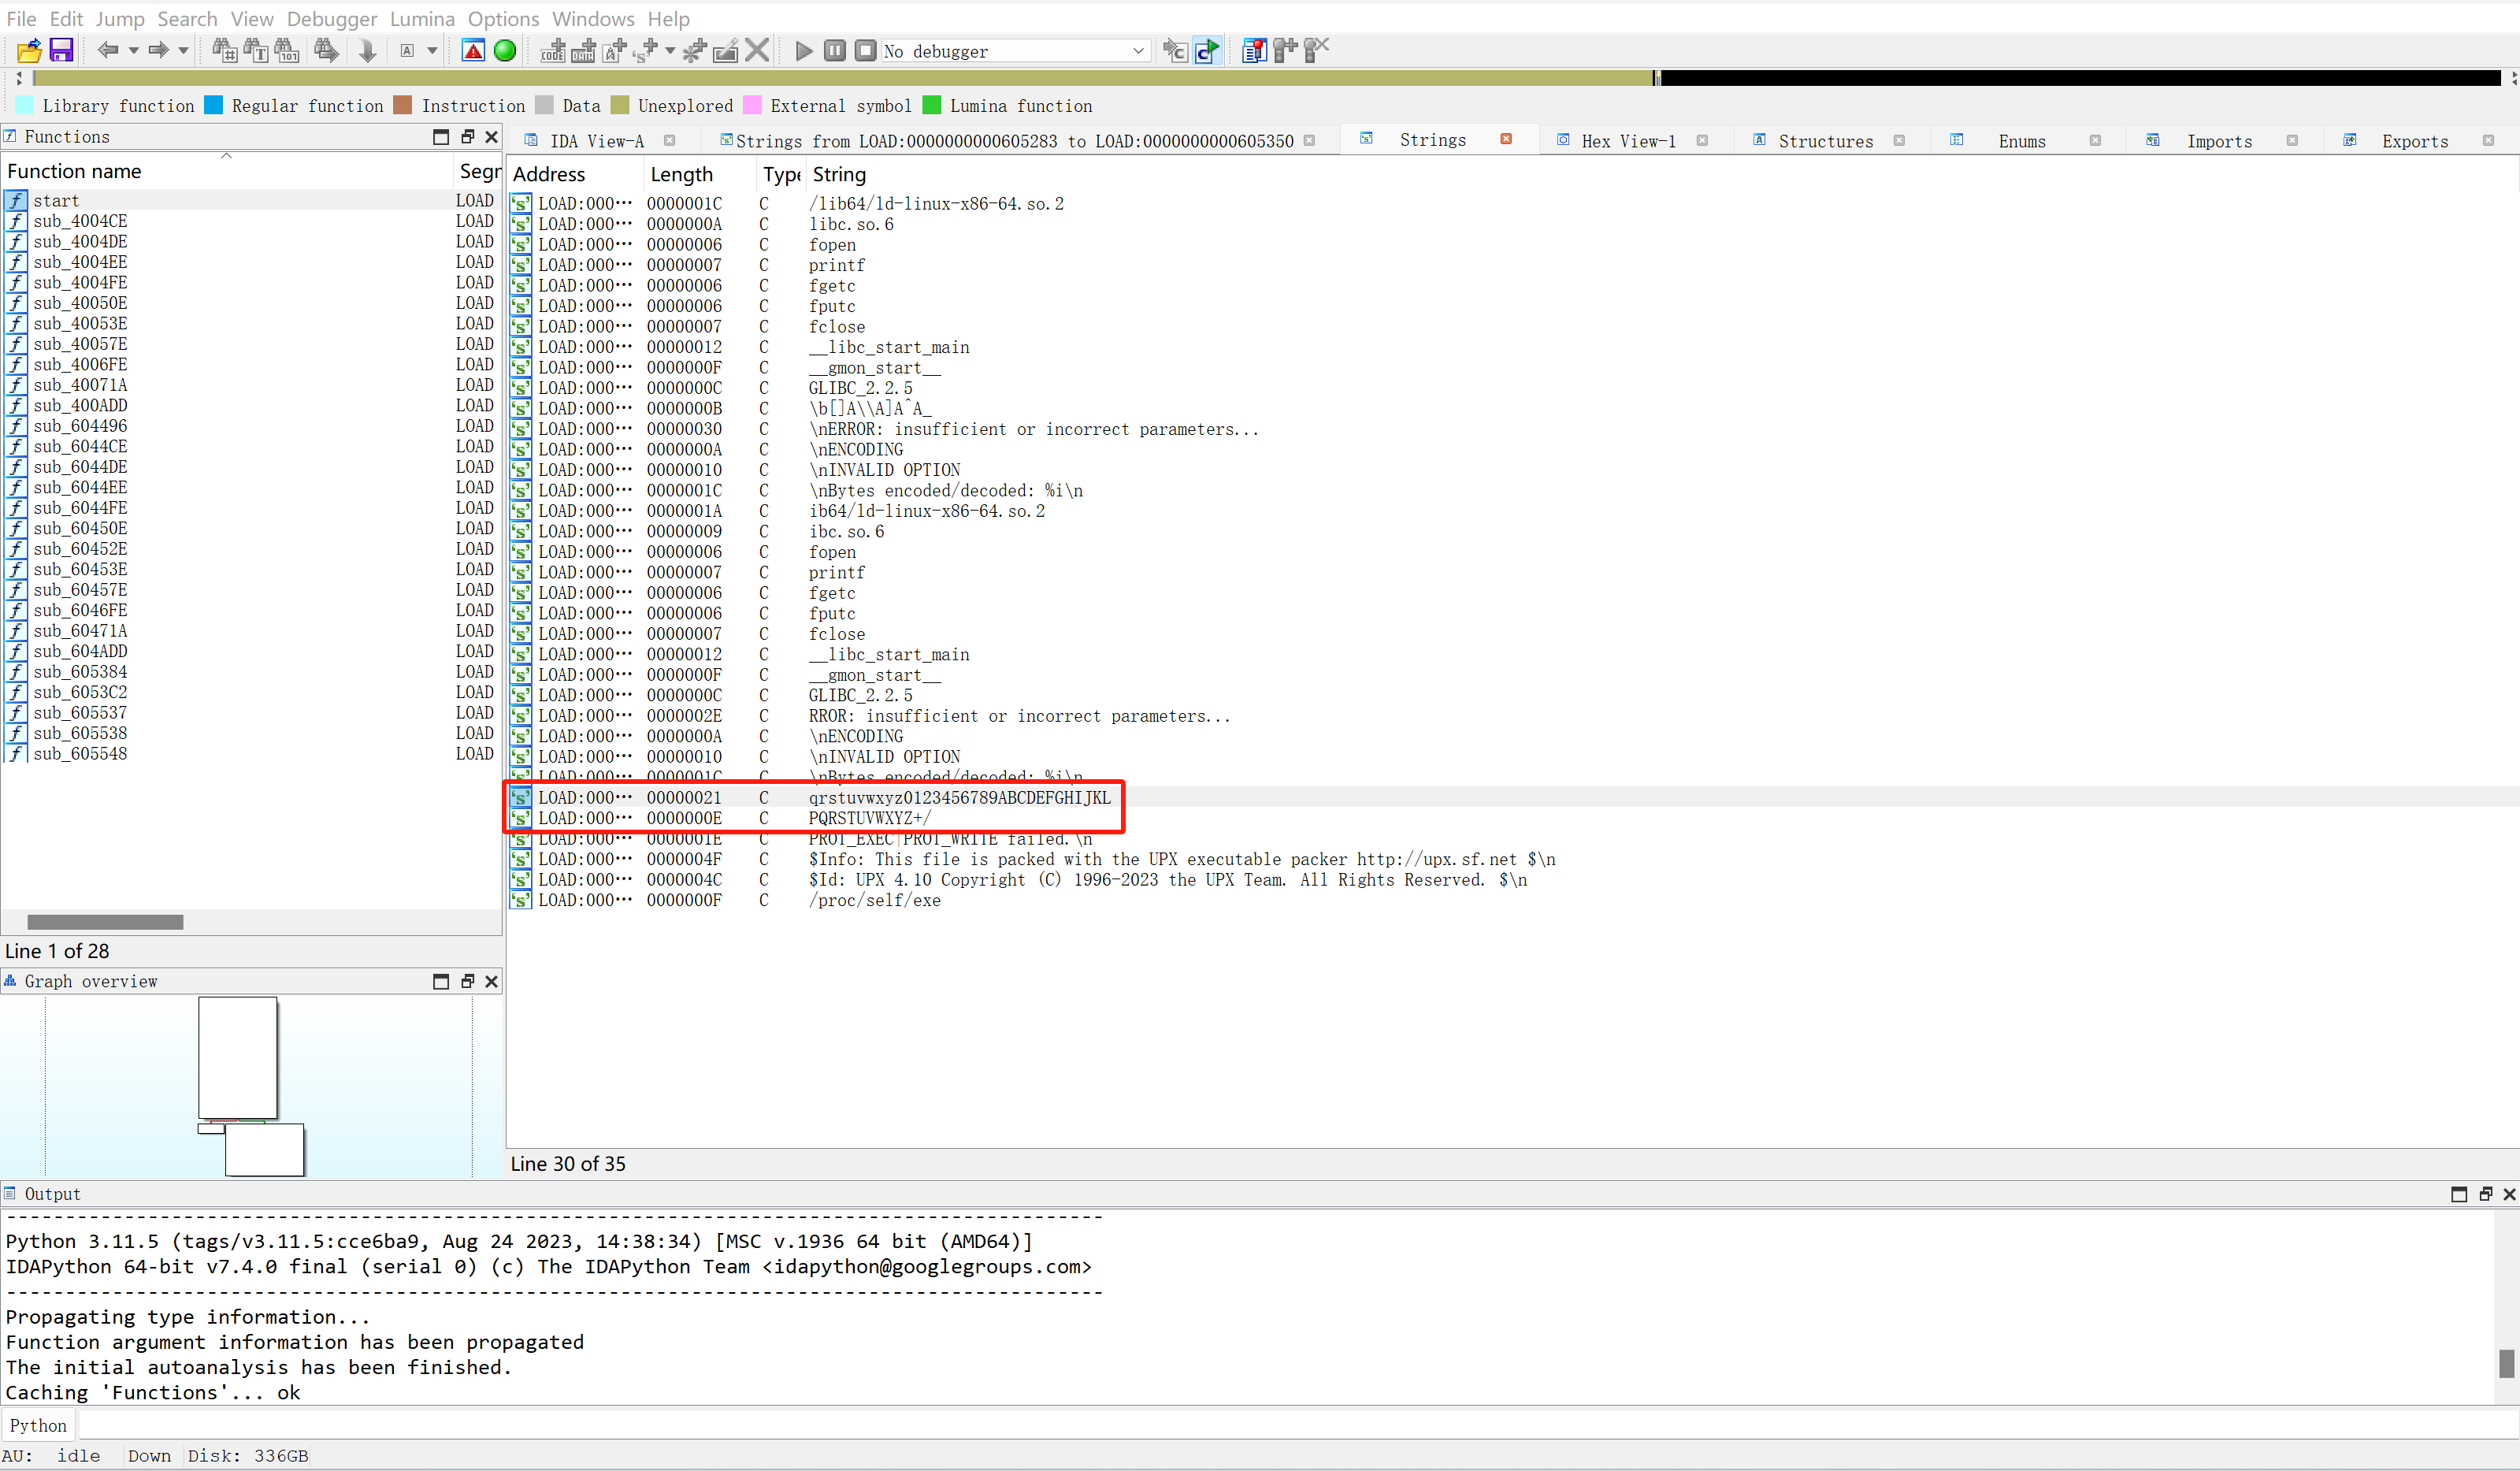 File Edit Jump Search View Debugger Lumina Options Windows Help
No debugger
Library function Regular function Instruction Data Unexplored External symbol Lumina function
Functions
IDA View-A Strings from LOAD:0000000000605283 to LOAD:0000000000605350 Strings Hex View-1 Structures Enums Imports Exports
Function name Segr
start LOAD
sub_4004CE LOAD
sub_4004DE LOAD
sub_4004EE LOAD
sub_4004FE LOAD
sub_40050E LOAD
sub_40053E LOAD
sub_40057E LOAD
sub_4006FE LOAD
sub_40071A LOAD
sub_400ADD LOAD
sub_604496 LOAD
sub_6044CE LOAD
sub_6044DE LOAD
sub_6044EE LOAD
sub_6044FE LOAD
sub_60450E LOAD
sub_60452E LOAD
sub_60453E LOAD
sub_60457E LOAD
sub_6046FE LOAD
sub_60471A LOAD
sub_604ADD LOAD
sub_605384 LOAD
sub_6053C2 LOAD
sub_605537 LOAD
sub_605538 LOAD
sub_605548 LOAD
Line 1 of 28
Graph overview
Address Length Type String
LOAD:000… 0000001C C /lib64/ld-linux-x86-64.so.2
LOAD:000… 0000000A C libc.so.6
LOAD:000… 00000006 C fopen
LOAD:000… 00000007 C printf
LOAD:000… 00000006 C fgetc
LOAD:000… 00000006 C fputc
LOAD:000… 00000007 C fclose
LOAD:000… 00000012 C __libc_start_main
LOAD:000… 0000000F C __gmon_start__
LOAD:000… 0000000C C GLIBC_2.2.5
LOAD:000… 0000000B C \b[]A\\A]A^A_
LOAD:000… 00000030 C \nERROR: insufficient or incorrect parameters...
LOAD:000… 0000000A C \nENCODING
LOAD:000… 00000010 C \nINVALID OPTION
LOAD:000… 0000001C C \nBytes encoded/decoded: %i\n
LOAD:000… 0000001A C ib64/ld-linux-x86-64.so.2
LOAD:000… 00000009 C ibc.so.6
LOAD:000… 00000006 C fopen
LOAD:000… 00000007 C printf
LOAD:000… 00000006 C fgetc
LOAD:000… 00000006 C fputc
LOAD:000… 00000007 C fclose
LOAD:000… 00000012 C __libc_start_main
LOAD:000… 0000000F C __gmon_start__
LOAD:000… 0000000C C GLIBC_2.2.5
LOAD:000… 0000002E C RROR: insufficient or incorrect parameters...
LOAD:000… 0000000A C \nENCODING
LOAD:000… 00000010 C \nINVALID OPTION
LOAD:000… 0000001C C \nBytes encoded/decoded: %i\n
LOAD:000… 00000021 C qrstuvwxyz0123456789ABCDEFGHIJKL
LOAD:000… 0000000E C PQRSTUVWXYZ+/
LOAD:000… 0000001E C PROT_EXEC|PROT_WRITE failed.\n
LOAD:000… 0000004F C $Info: This file is packed with the UPX executable packer http://upx.sf.net $\n
LOAD:000… 0000004C C $Id: UPX 4.10 Copyright (C) 1996-2023 the UPX Team. All Rights Reserved. $\n
LOAD:000… 0000000F C /proc/self/exe
Line 30 of 35
Output
Python 3.11.5 (tags/v3.11.5:cce6ba9, Aug 24 2023, 14:38:34) [MSC v.1936 64 bit (AMD64)]
IDAPython 64-bit v7.4.0 final (serial 0) (c) The IDAPython Team <idapython@googlegroups.com>
Propagating type information...
Function argument information has been propagated
The initial autoanalysis has been finished.
Caching 'Functions'... ok
Python
AU: idle Down Disk: 336GB